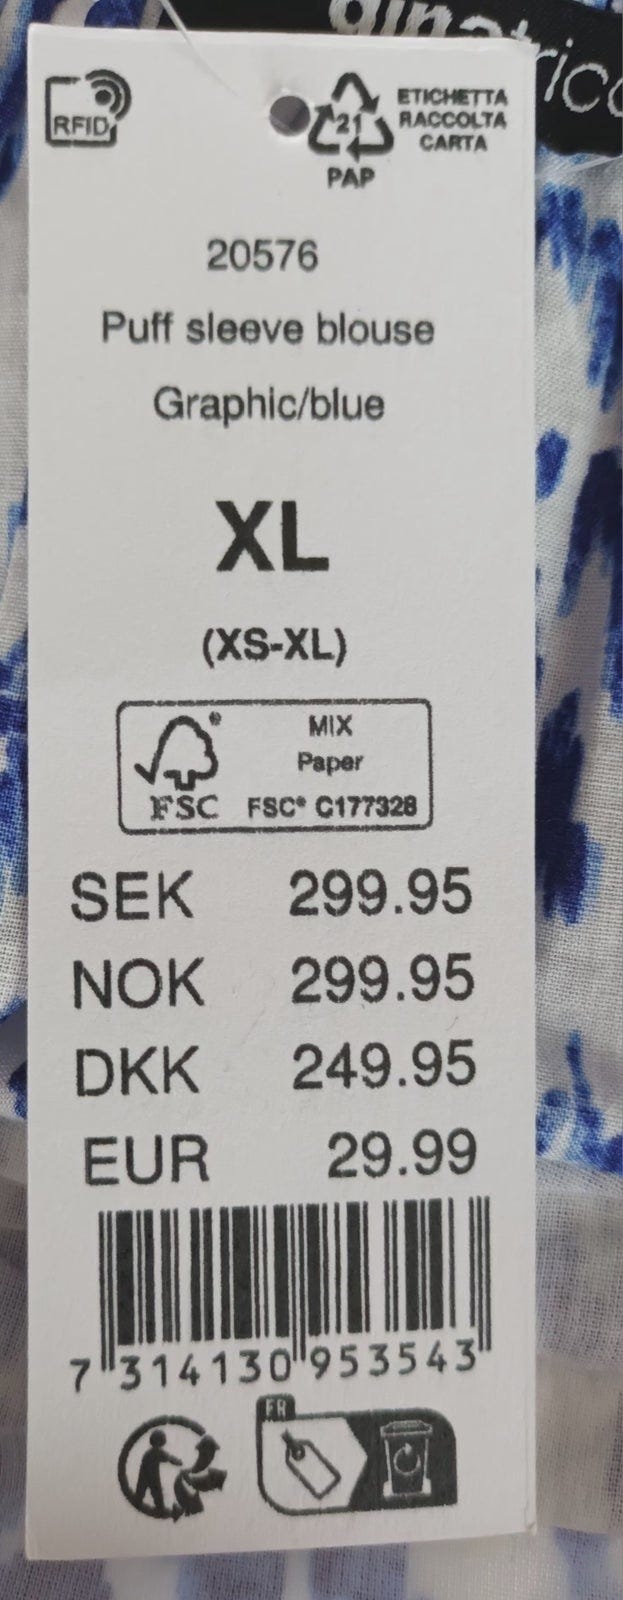 ginatrico
RFID
21
PAP
ETICHETTA
RACCOLTA
CARTA
20576
Puff sleeve blouse
Graphic/blue
XL
(XS-XL)
FSC
MIX
Paper
FSC® C177328
SEK 299.95
NOK 299.95
DKK 249.95
EUR 29.99
7 314130 953543
FR